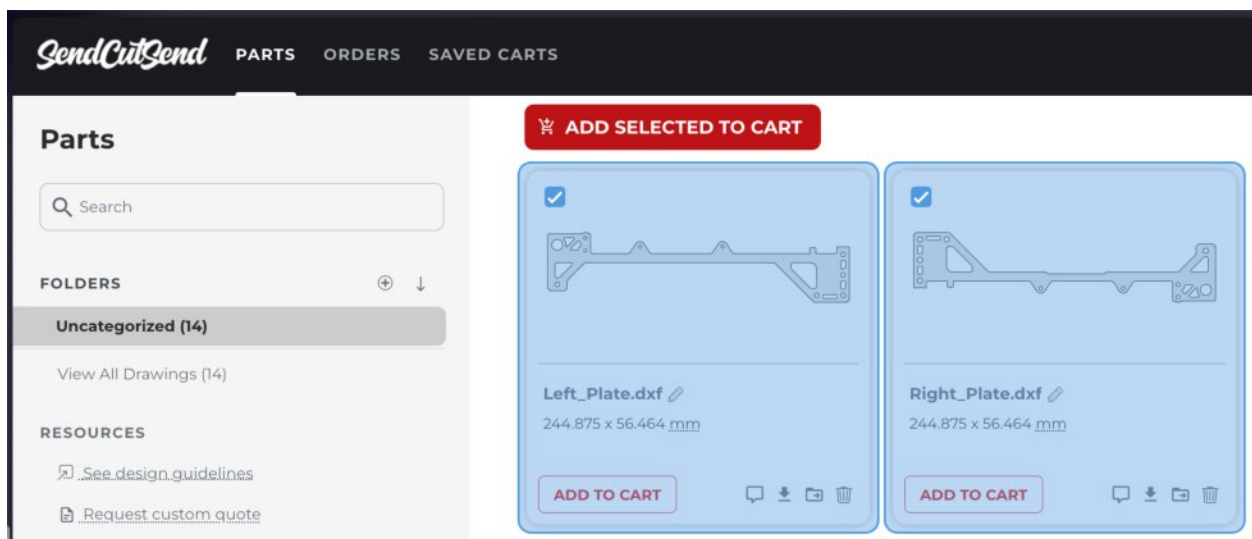 SendCutSend PARTS ORDERS SAVED CARTS
Parts
Search
FOLDERS
Uncategorized (14)
View All Drawings (14)
RESOURCES
See design guidelines
Request custom quote
ADD SELECTED TO CART
Left_Plate.dxf
244.875 x 56.464 mm
ADD TO CART
Right_Plate.dxf
244.875 x 56.464 mm
ADD TO CART